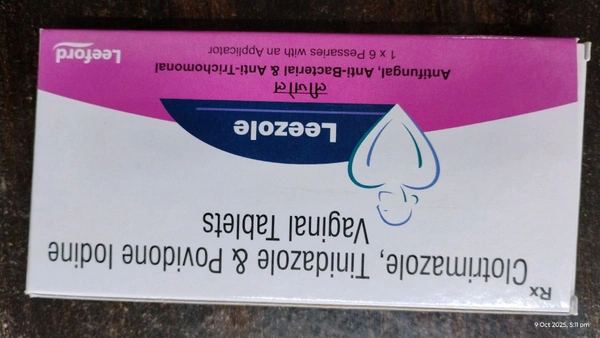 Rx
Clotrimazole, Tinidazole & Povidone Iodine
Vaginal Tablets
Leezole
लीजोल
Antifungal, Anti-Bacterial & Anti-Trichomonal
1 x 6 Pessaries with an Applicator
Leeford
9 Oct 2025, 5:11 pm